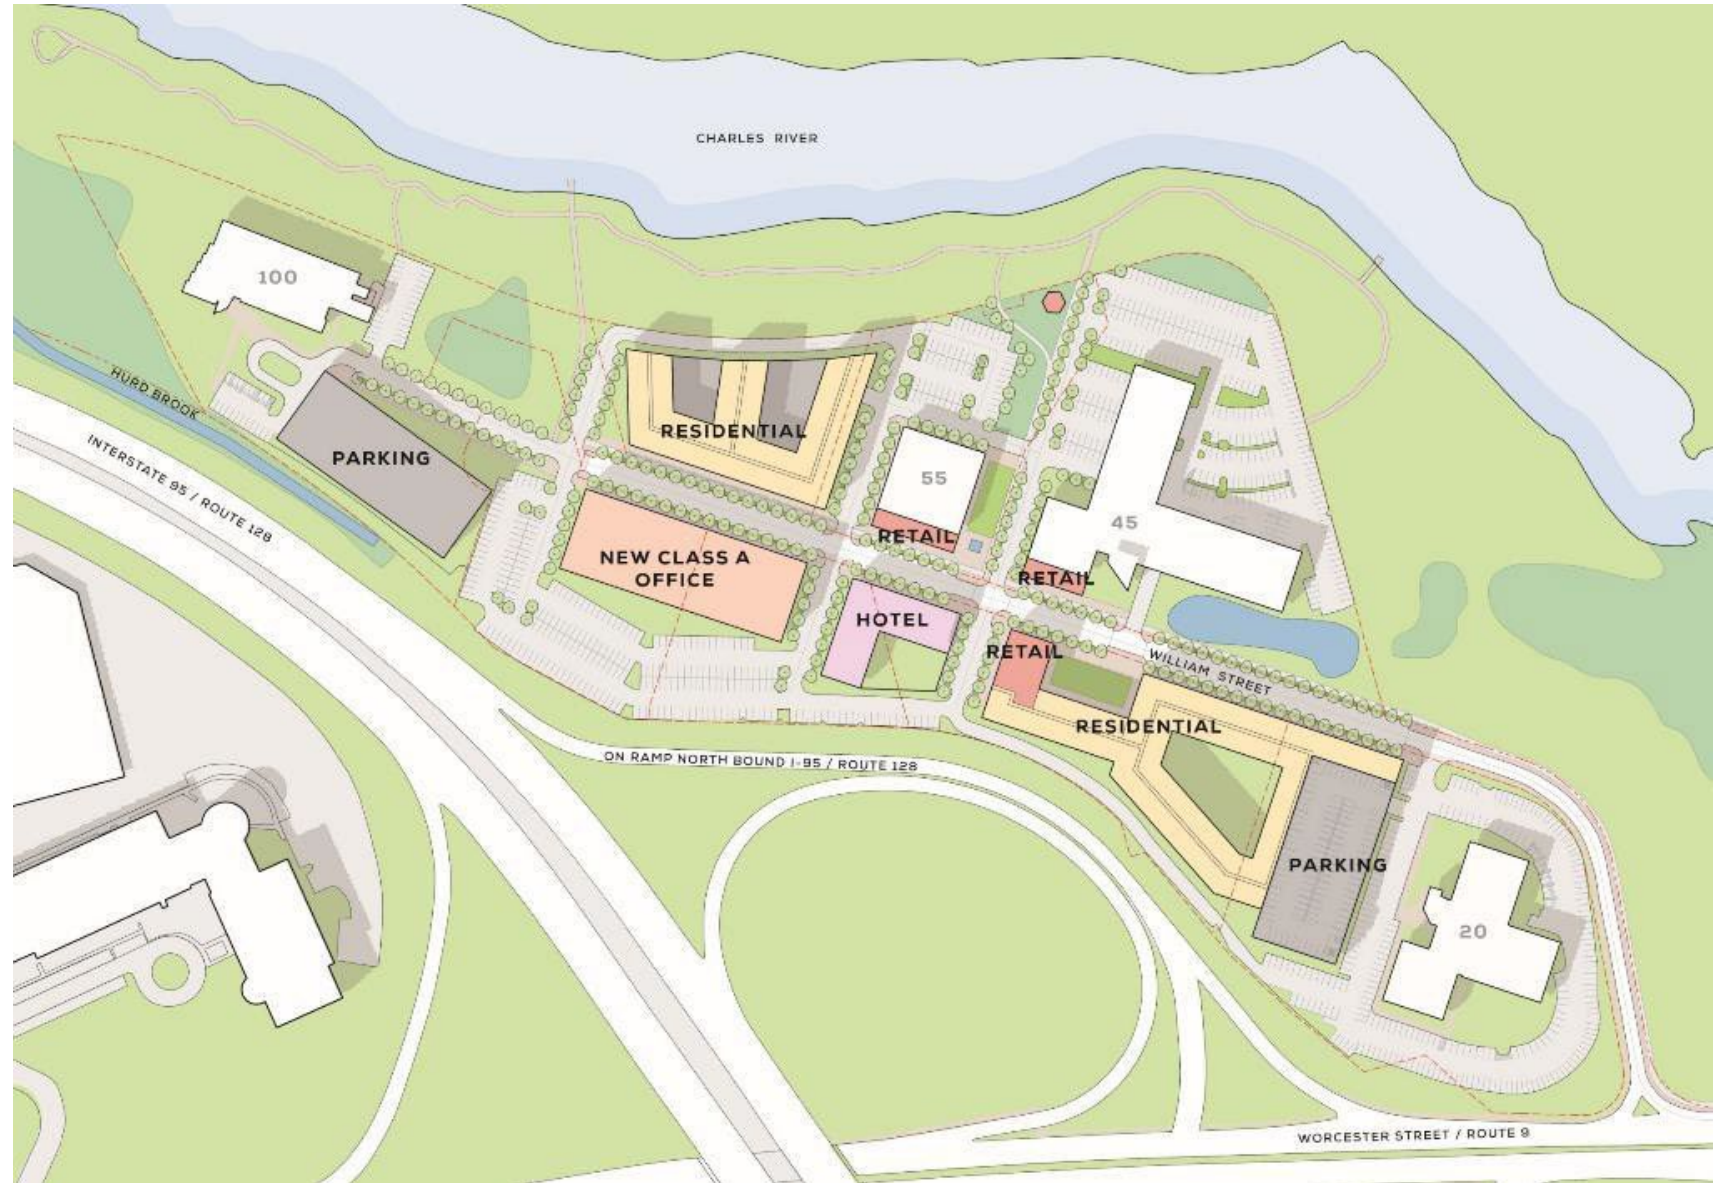 CHARLES RIVER
100
HURD BROOK
INTERSTATE 95 / ROUTE 128
PARKING
RESIDENTIAL
55
RETAIL
45
NEW CLASS A
OFFICE
RETAIL
HOTEL
RETAIL
WILLIAM STREET
RESIDENTIAL
ON RAMP NORTH BOUND I-95 / ROUTE 128
PARKING
20
WORCESTER STREET / ROUTE 9